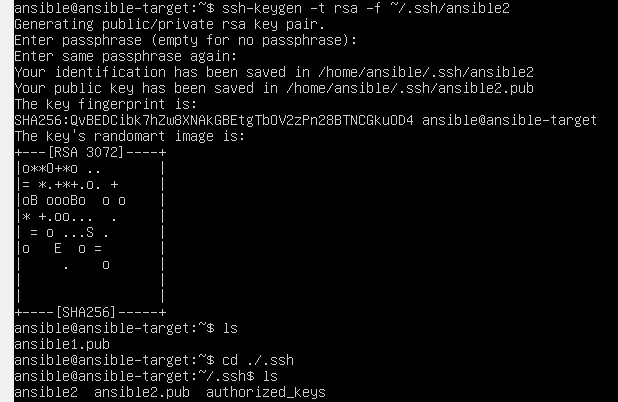 ansible@ansible-target:~$ ssh-keygen -t rsa -f ~/.ssh/ansible2
Generating public/private rsa key pair.
Enter passphrase (empty for no passphrase):
Enter same passphrase again:
Your identification has been saved in /home/ansible/.ssh/ansible2
Your public key has been saved in /home/ansible/.ssh/ansible2.pub
The key fingerprint is:
SHA256:QvBEDCibk7hZw8XNAkGBEtgTbOV2zPn28BTNCGkuOD4 ansible@ansible-target
The key's randomart image is:
+---[RSA 3072]----+
|o**O+*o ..       |
|= *.+*+.o. +     |
|oB oooBo  o o    |
|* +.oo...  .     |
| = o ...S .      |
|o   E  o =       |
|     .    o      |
|                 |
|                 |
+----[SHA256]-----+
ansible@ansible-target:~$ ls
ansible1.pub
ansible@ansible-target:~$ cd ./.ssh
ansible@ansible-target:~/.ssh$ ls
ansible2  ansible2.pub  authorized_keys